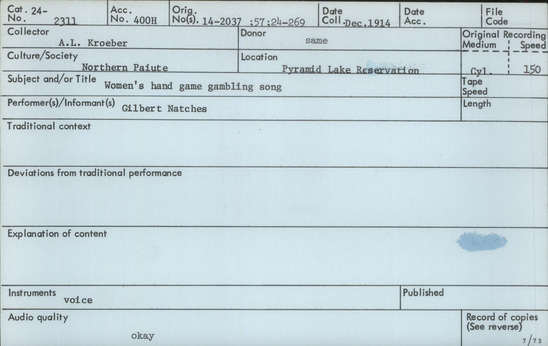 Cat. 24- Acc. Orig. Date Date File
No. 2311 No. 400H No(s). 14-2037 :57:24-269 Coll. Dec.1914 Acc. Code
Collector Donor Original Recording
A.L. Kroeber same Medium Speed
Culture/Society Location
Northern Paiute Pyramid Lake Reservation Cyl. 150
Subject and/or Title Tape
Women's hand game gambling song Speed
Performer(s)/Informant(s) Gilbert Natches Length
Traditional context
Deviations from traditional performance
Explanation of content
Instruments Published
voice
Audio quality Record of copies
(See reverse)
okay
7/73